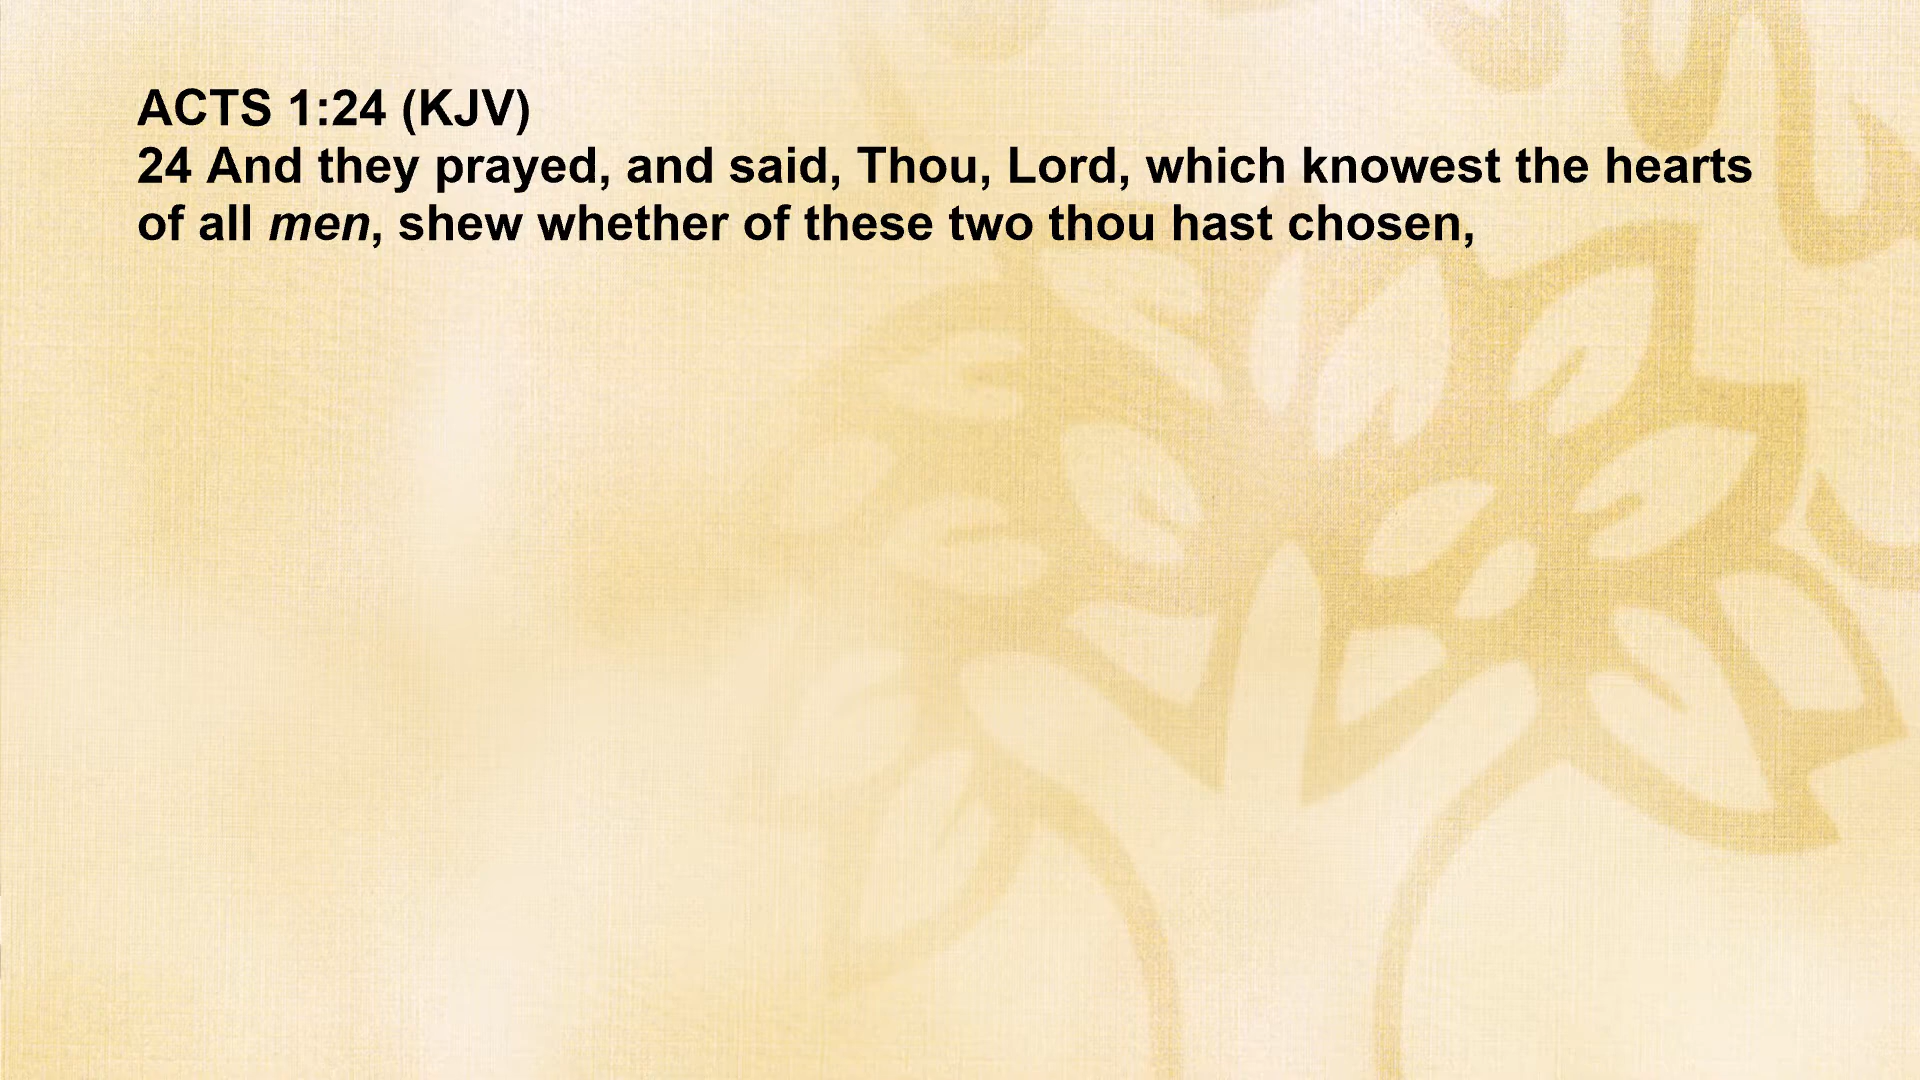 ACTS 1:24 (KJV)
24 And they prayed, and said, Thou, Lord, which knowest the hearts
of all men, shew whether of these two thou hast chosen,